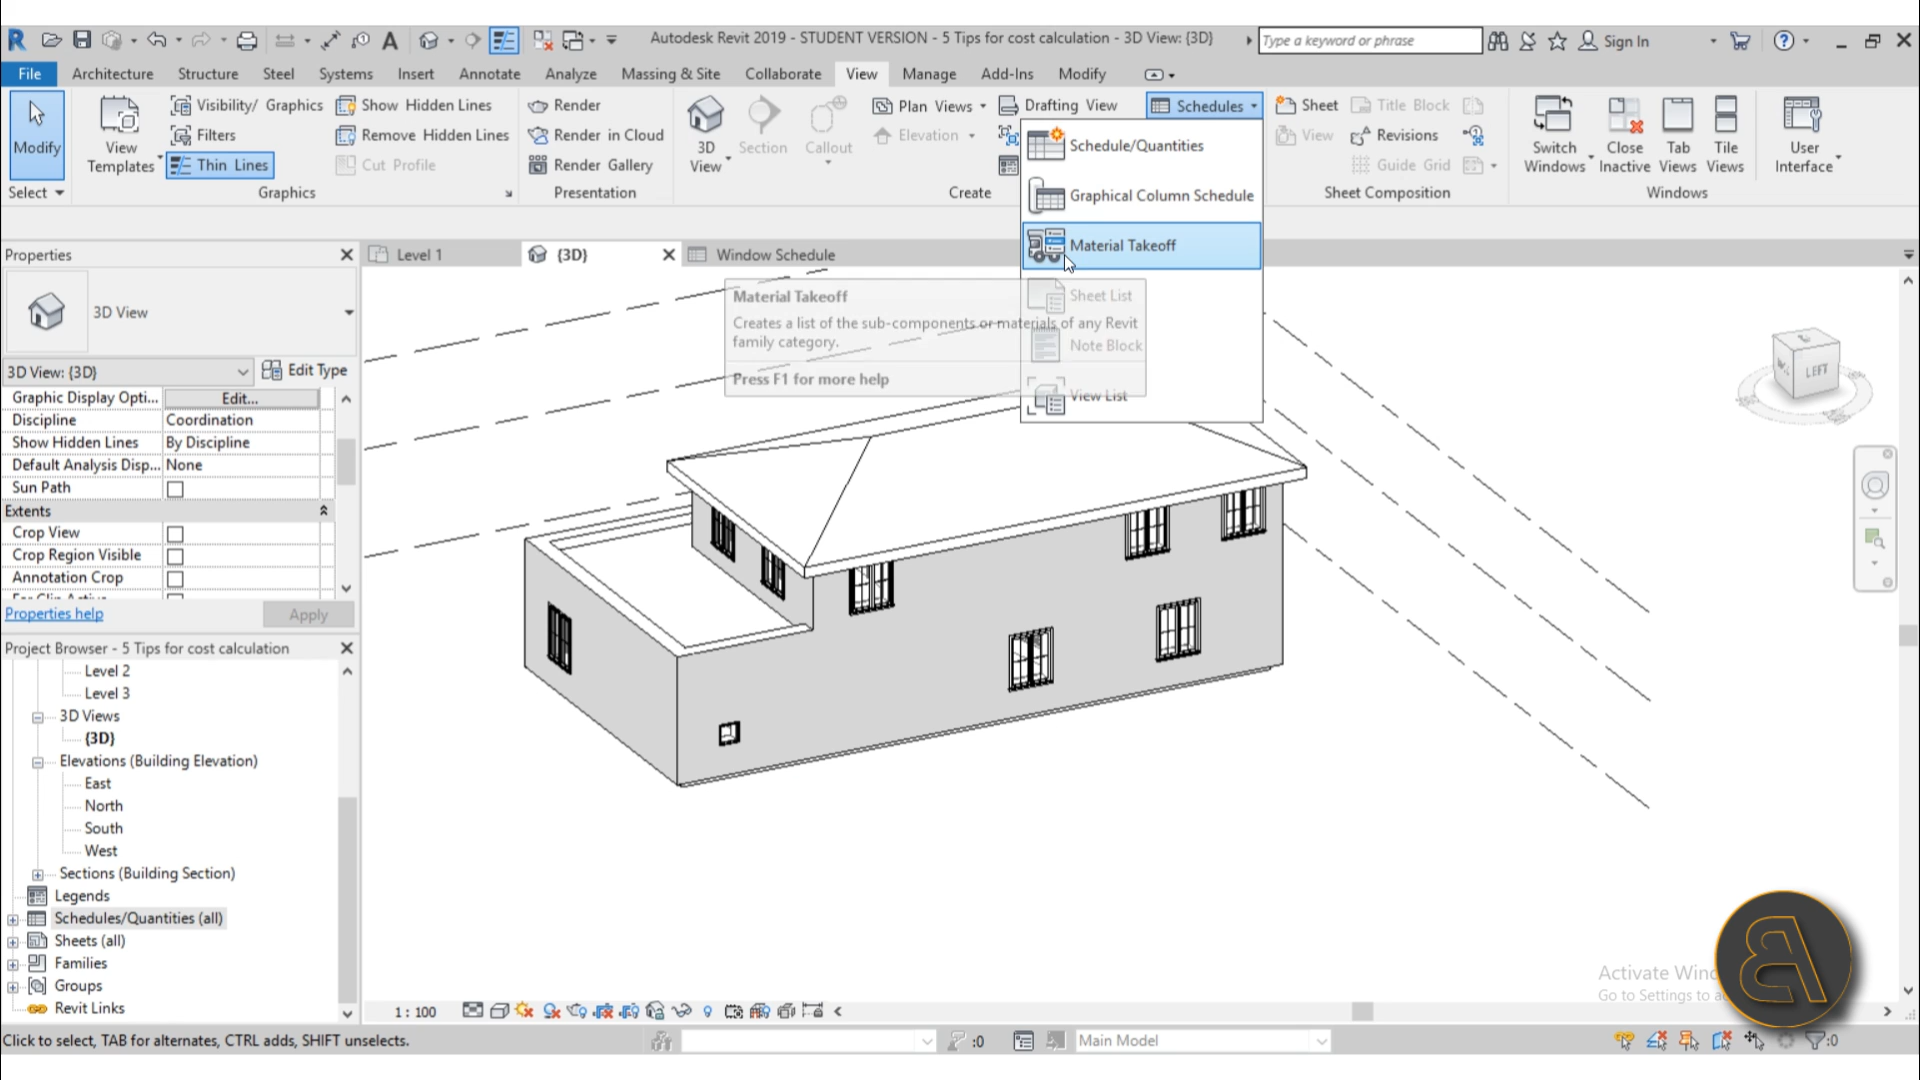 Autodesk Revit 2019 - STUDENT VERSION - 5 Tips for cost calculation - 3D View: {3D}
Type a keyword or phrase
Sign In
File Architecture Structure Steel Systems Insert Annotate Analyze Massing & Site Collaborate View Manage Add-Ins Modify
Modify
Select
View Templates
Visibility/ Graphics
Filters
Thin Lines
Show Hidden Lines
Remove Hidden Lines
Cut Profile
Graphics
Render
Render in Cloud
Render Gallery
Presentation
3D View
Section
Callout
Plan Views
Elevation
Drafting View
Schedules
Create
Schedule/Quantities
Graphical Column Schedule
Material Takeoff
Sheet List
Note Block
View List
Sheet
View
Title Block
Revisions
Guide Grid
Sheet Composition
Switch Windows
Close Inactive
Tab Views
Tile Views
Windows
User Interface
Properties
Level 1
{3D}
Window Schedule
Material Takeoff
Creates a list of the sub-components or materials of any Revit
family category.
Press F1 for more help
3D View
3D View: {3D}
Edit Type
Graphic Display Opti... Edit...
Discipline Coordination
Show Hidden Lines By Discipline
Default Analysis Disp... None
Sun Path
Extents
Crop View
Crop Region Visible
Annotation Crop
Properties help
Apply
LEFT
Project Browser - 5 Tips for cost calculation
Level 2
Level 3
3D Views
{3D}
Elevations (Building Elevation)
East
North
South
West
Sections (Building Section)
Legends
Schedules/Quantities (all)
Sheets (all)
Families
Groups
Revit Links
1 : 100
Activate Win
Go to Settings to a
Click to select, TAB for alternates, CTRL adds, SHIFT unselects.
:0
Main Model
:0